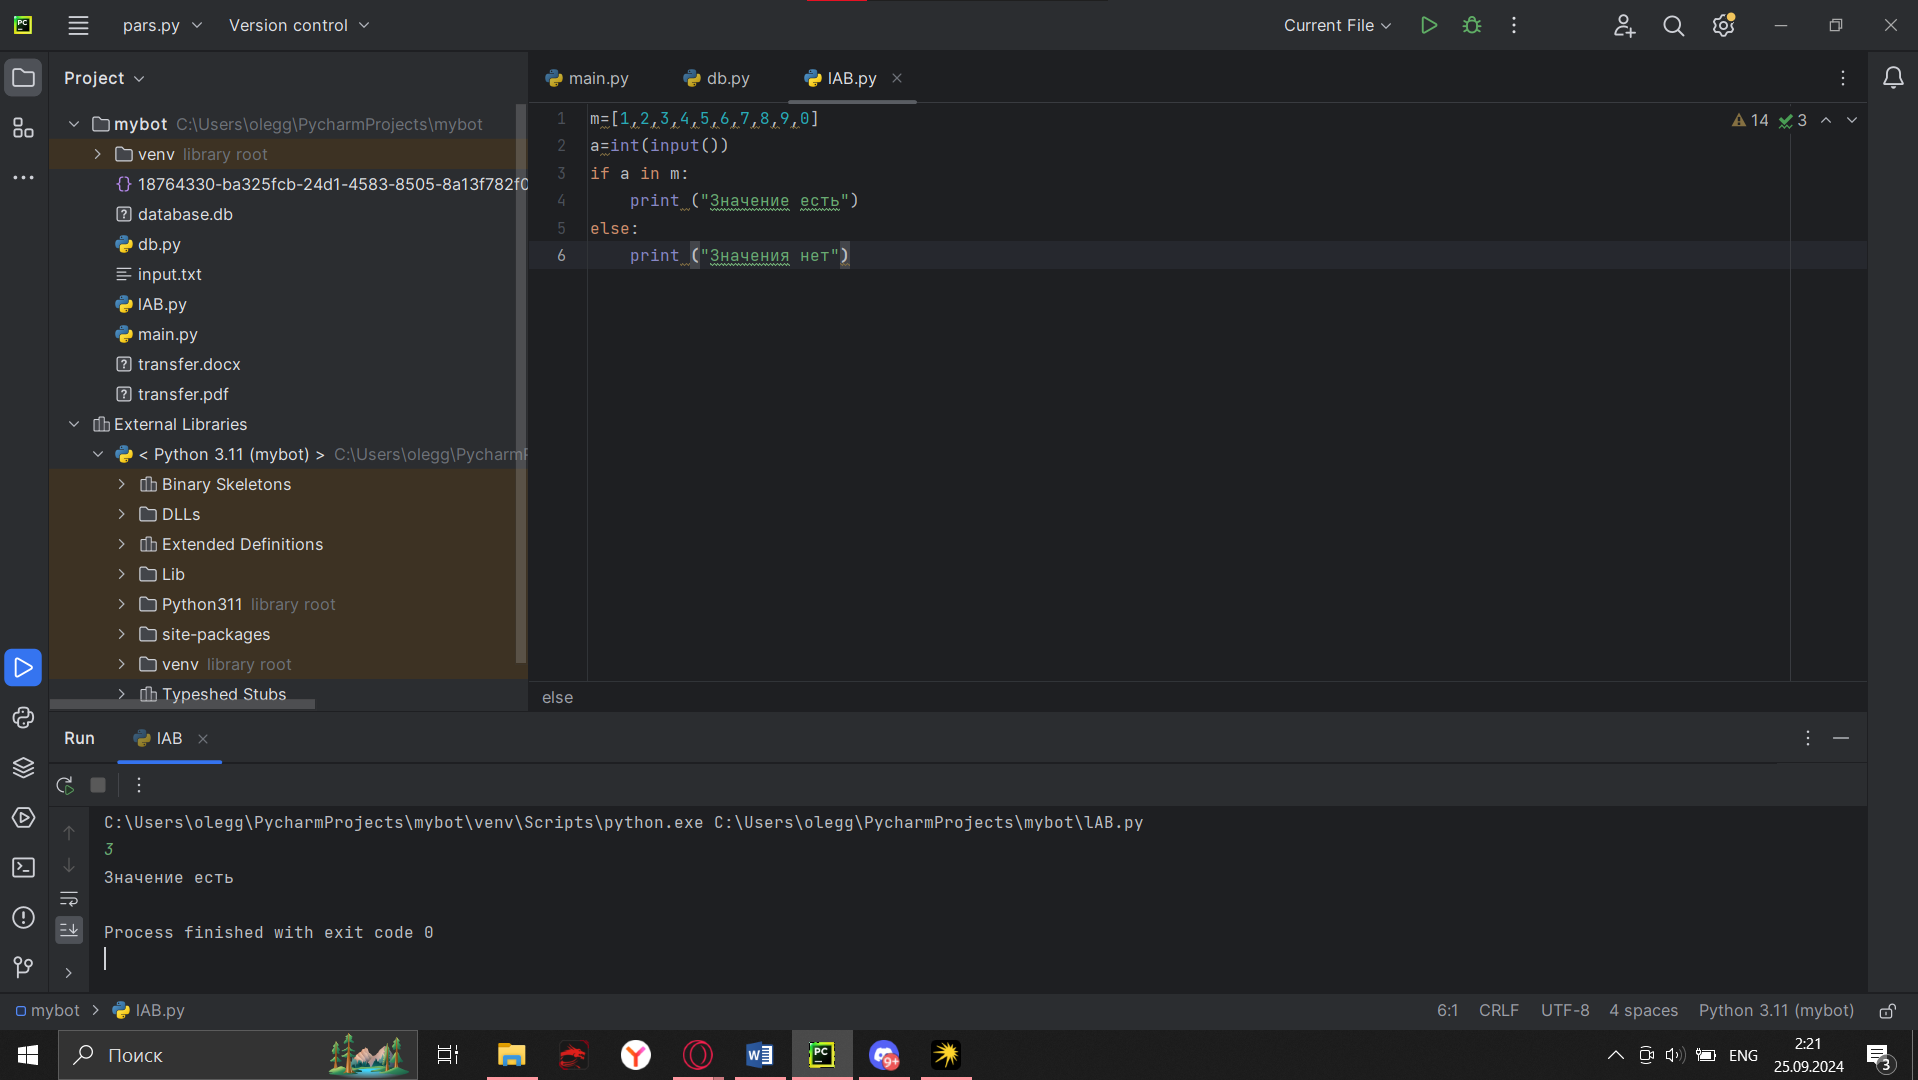 pars.py Version control Current File
Project
main.py db.py lAB.py
mybot C:\Users\olegg\PycharmProjects\mybot
venv library root
18764330-ba325fcb-24d1-4583-8505-8a13f782f0
database.db
db.py
input.txt
lAB.py
main.py
transfer.docx
transfer.pdf
External Libraries
< Python 3.11 (mybot) > C:\Users\olegg\PycharmP
Binary Skeletons
DLLs
Extended Definitions
Lib
Python311 library root
site-packages
venv library root
Typeshed Stubs
1 m=[1,2,3,4,5,6,7,8,9,0]
2 a=int(input())
3 if a in m:
4 print ("Значение есть")
5 else:
6 print ("Значения нет")
14 3
else
Run lAB
C:\Users\olegg\PycharmProjects\mybot\venv\Scripts\python.exe C:\Users\olegg\PycharmProjects\mybot\lAB.py
3
Значение есть
Process finished with exit code 0
mybot lAB.py 6:1 CRLF UTF-8 4 spaces Python 3.11 (mybot)
Поиск
9+
ENG
2:21
25.09.2024
3